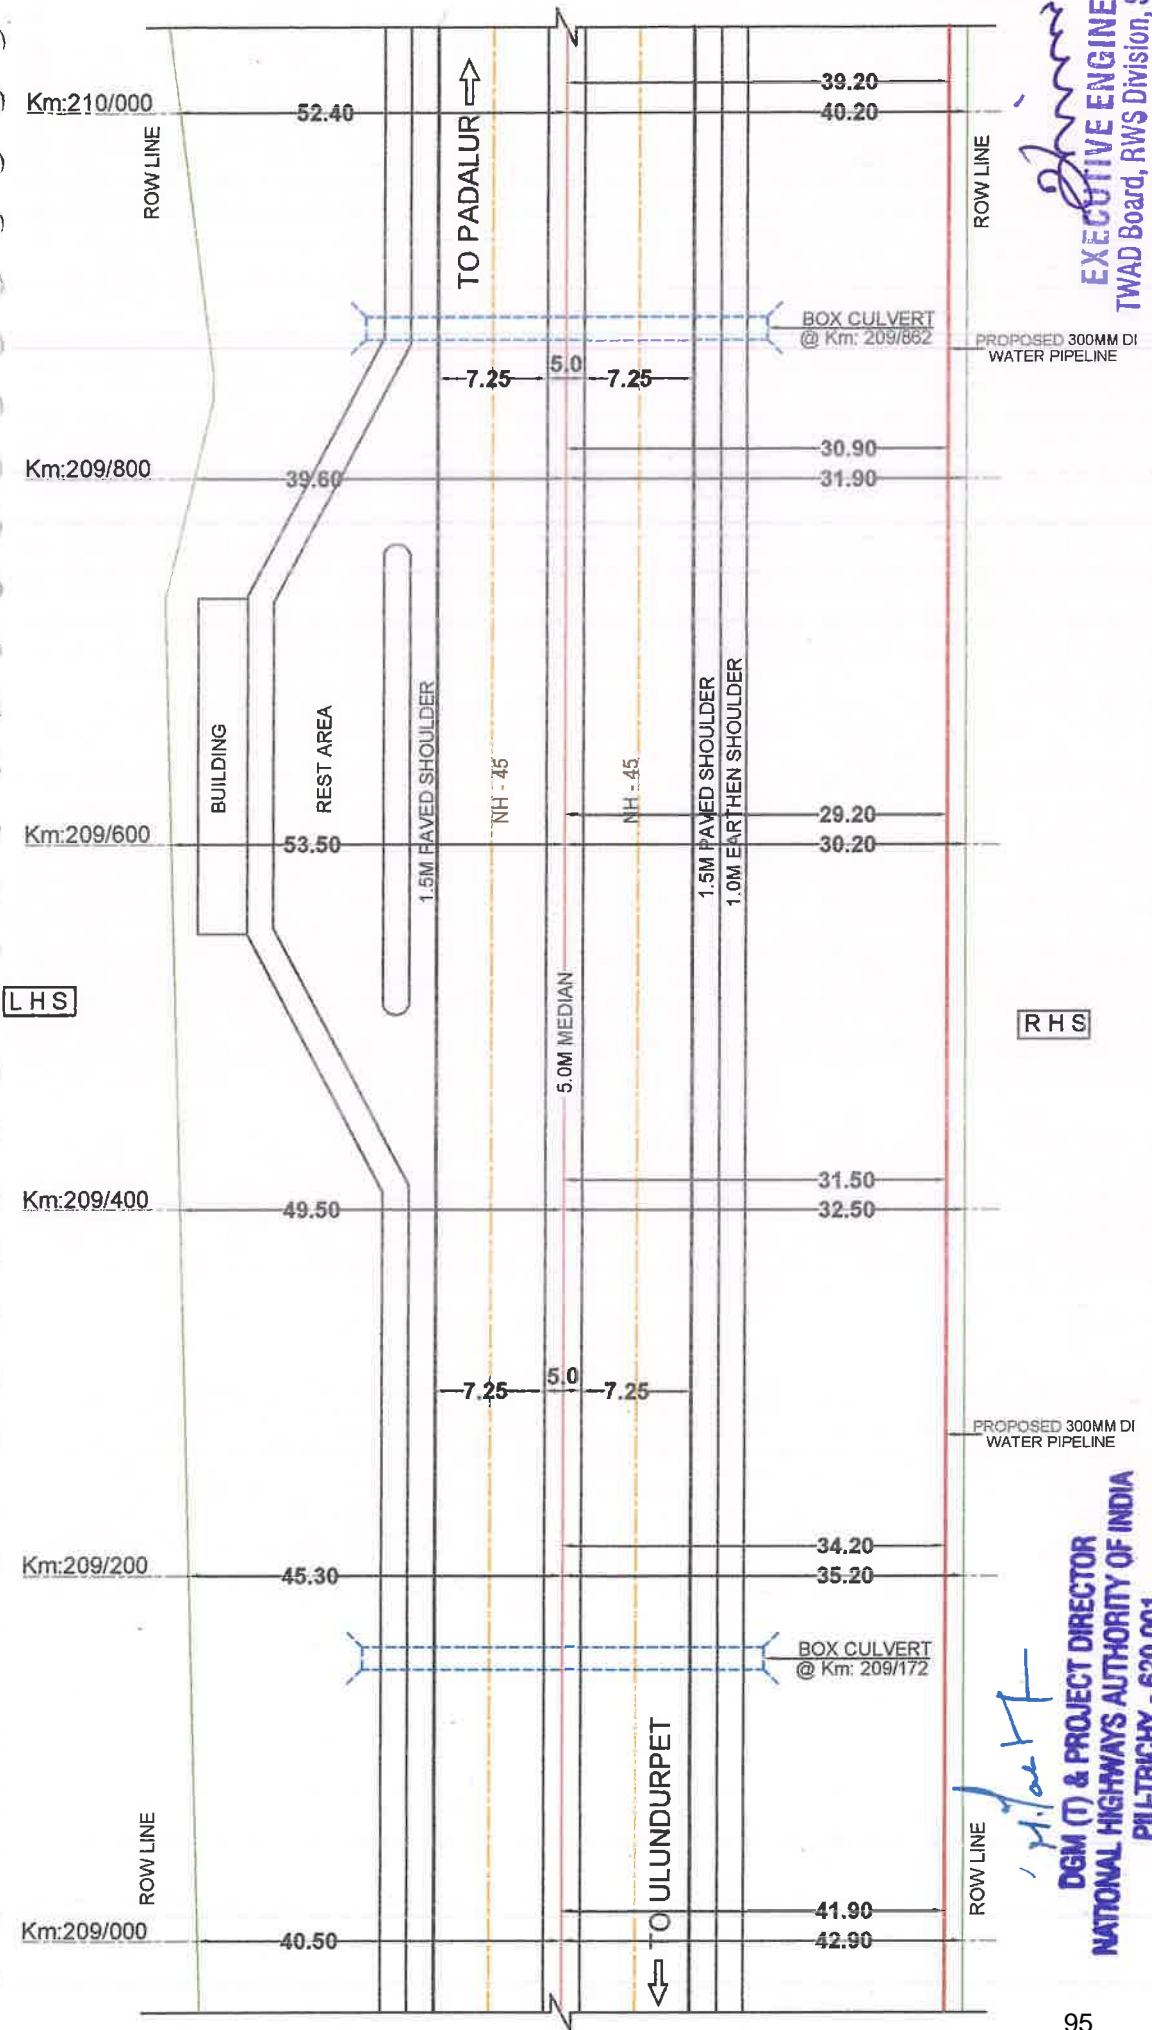 39.20
Km:210/000
52.40
40.20
ROW LINE
TO PADALUR
ROW LINE
EXECUTIVE ENGINE
TWAD Board, RWS Division,
BOX CULVERT
@ Km: 209/862
PROPOSED 300MM DI
WATER PIPELINE
7.25
5.0
7.25
30.90
Km:209/800
39.60
31.90
BUILDING
REST AREA
1.5M PAVED SHOULDER
NH - 45
NH - 45
1.5M PAVED SHOULDER
1.0M EARTHEN SHOULDER
29.20
Km:209/600
53.50
30.20
LHS
RHS
5.0M MEDIAN
31.50
Km:209/400
49.50
32.50
7.25
5.0
7.25
PROPOSED 300MM DI
WATER PIPELINE
34.20
Km:209/200
45.30
35.20
BOX CULVERT
@ Km: 209/172
DGM (T) & PROJECT DIRECTOR
NATIONAL HIGHWAYS AUTHORITY OF INDIA
TO ULUNDURPET
ROW LINE
ROW LINE
41.90
Km:209/000
40.50
42.90
95